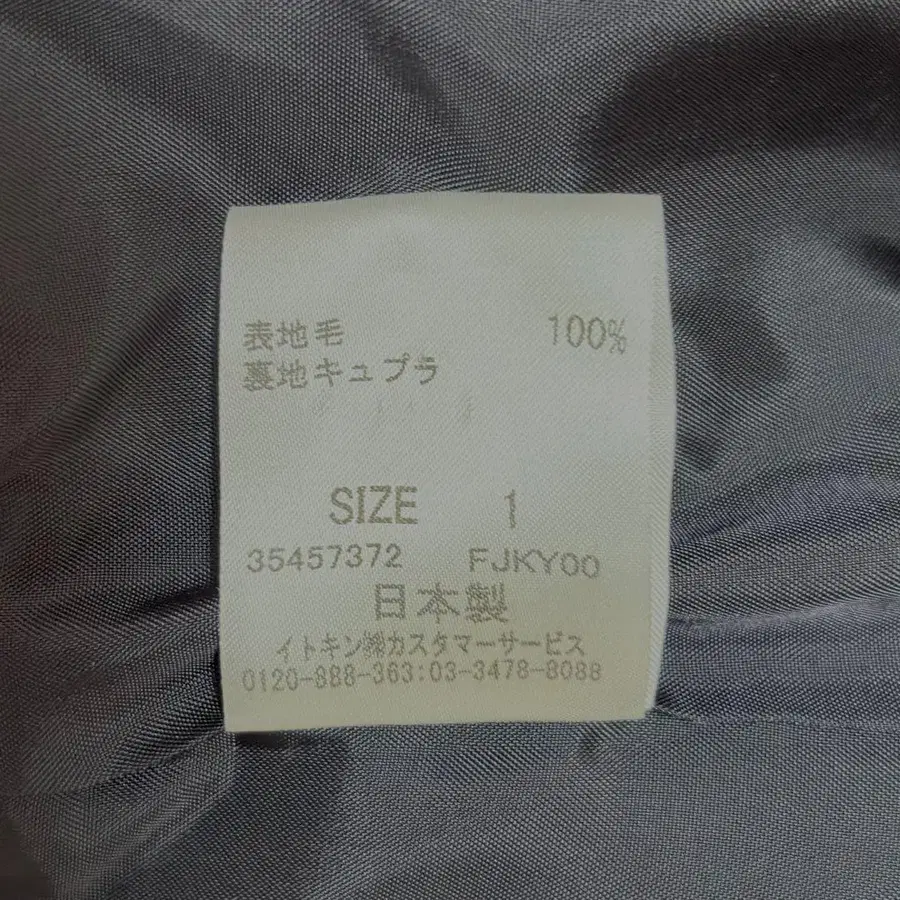 表地毛 100%
裏地キュプラ
SIZE 1
35457372 FJKY00
日本製
イトキン㈱カスタマーサービス
0120-888-363:03-3478-8088